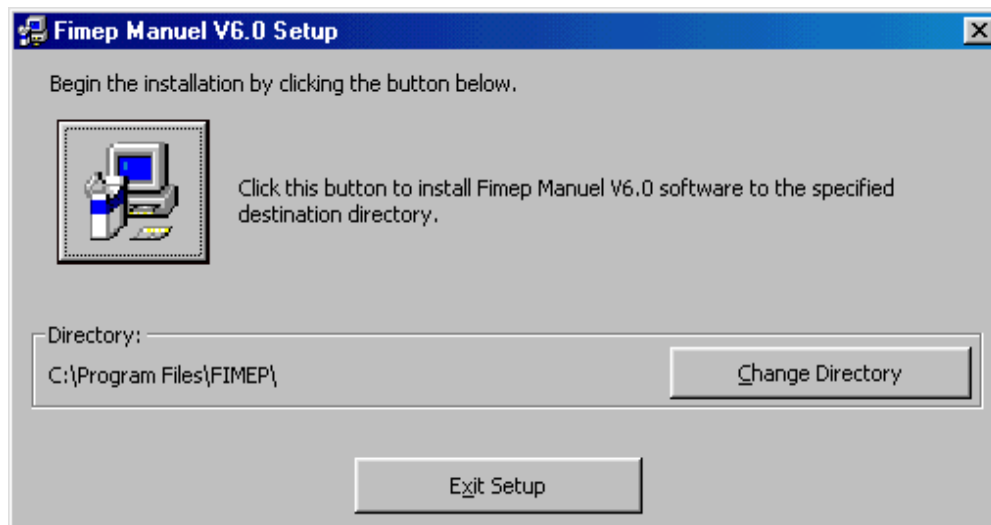 Fimep Manuel V6.0 Setup
Begin the installation by clicking the button below.
Click this button to install Fimep Manuel V6.0 software to the specified
destination directory.
Directory:
C:\Program Files\FIMEP\
Change Directory
Exit Setup